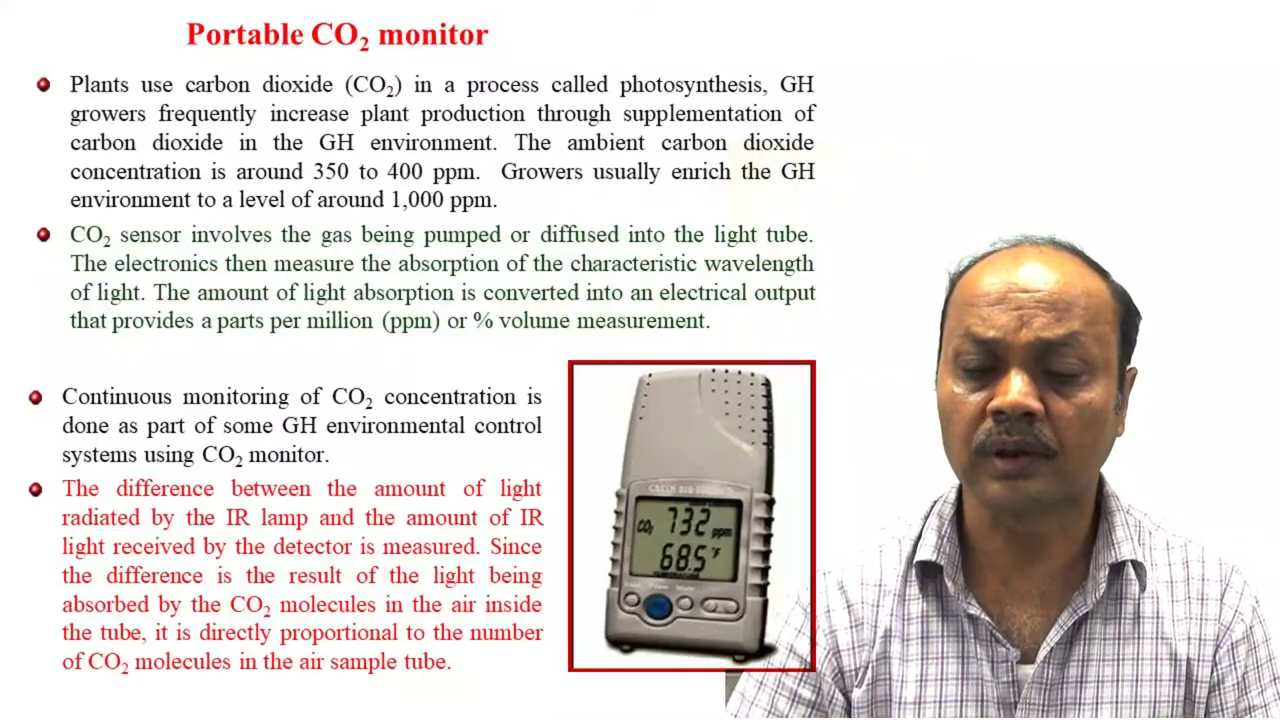 Portable CO₂ monitor
Plants use carbon dioxide (CO₂) in a process called photosynthesis, GH
growers frequently increase plant production through supplementation of
carbon dioxide in the GH environment. The ambient carbon dioxide
concentration is around 350 to 400 ppm. Growers usually enrich the GH
environment to a level of around 1,000 ppm.
CO₂ sensor involves the gas being pumped or diffused into the light tube.
The electronics then measure the absorption of the characteristic wavelength
of light. The amount of light absorption is converted into an electrical output
that provides a parts per million (ppm) or % volume measurement.
Continuous monitoring of CO₂ concentration is
done as part of some GH environmental control
systems using CO₂ monitor.
The difference between the amount of light
radiated by the IR lamp and the amount of IR
light received by the detector is measured. Since
the difference is the result of the light being
absorbed by the CO₂ molecules in the air inside
the tube, it is directly proportional to the number
of CO₂ molecules in the air sample tube.
CO₂ 732 ppm
68.5 °F